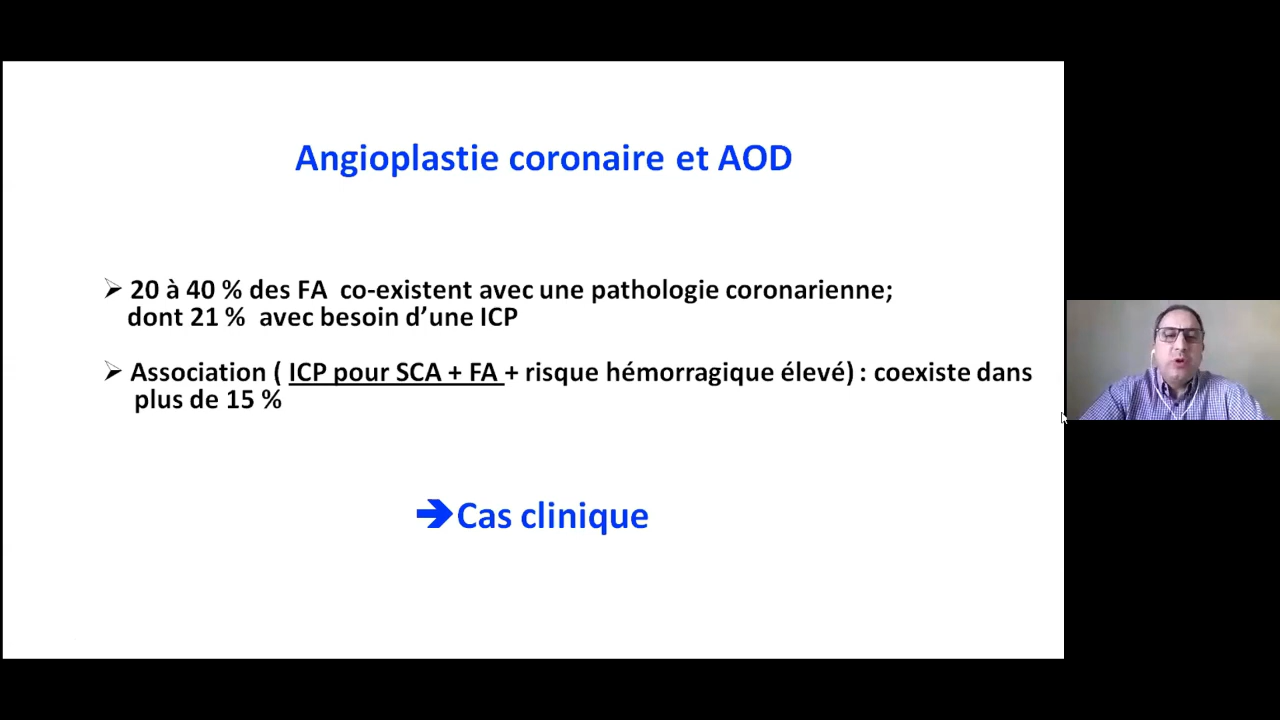 Angioplastie coronaire et AOD
➢ 20 à 40 % des FA co-existent avec une pathologie coronarienne;
dont 21 % avec besoin d’une ICP
➢ Association ( ICP pour SCA + FA + risque hémorragique élevé) : coexiste dans
plus de 15 %
➔Cas clinique